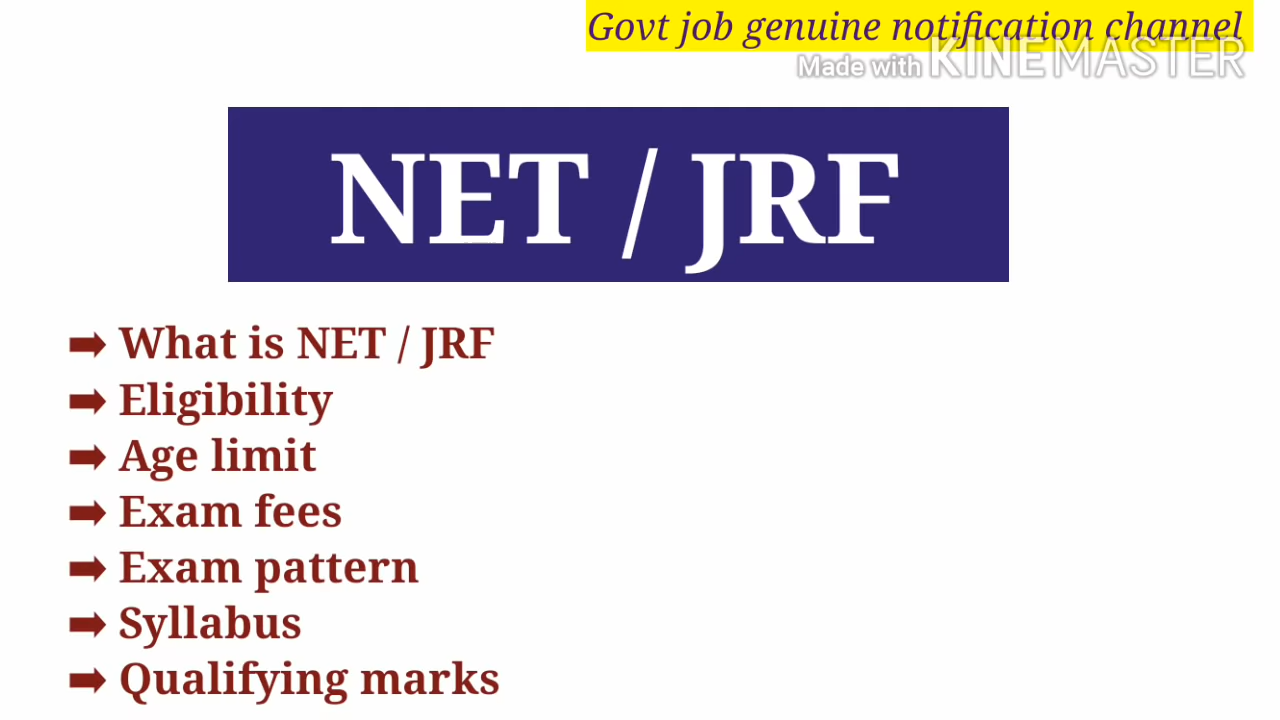 Govt job genuine notification channel
Made with KINEMASTER
NET / JRF
➡ What is NET / JRF
➡ Eligibility
➡ Age limit
➡ Exam fees
➡ Exam pattern
➡ Syllabus
➡ Qualifying marks